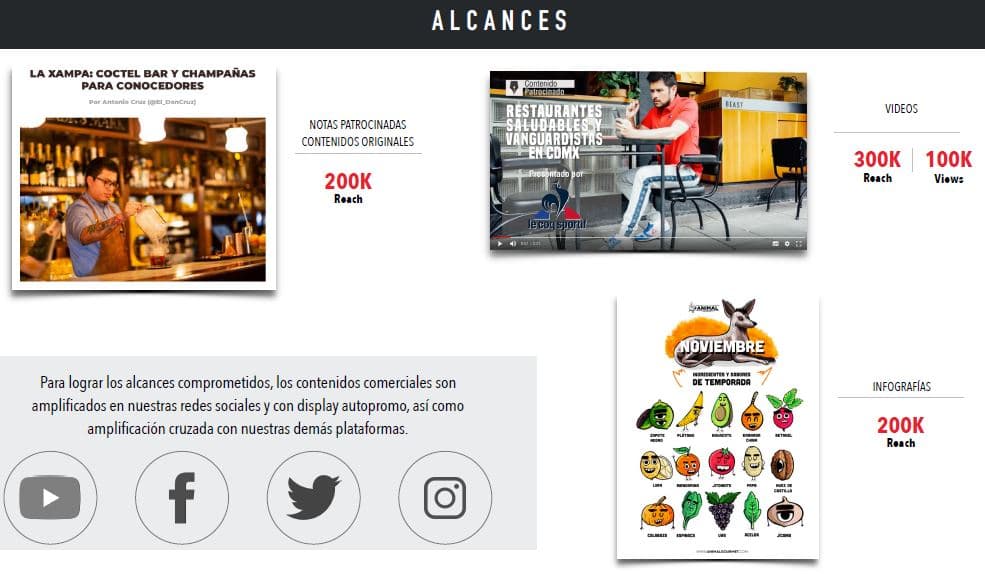 ALCANCES
LA XAMPA: COCTEL BAR Y CHAMPAÑAS
PARA CONOCEDORES
Por Antonio Cruz (@El_DonCruz)
NOTAS PATROCINADAS
CONTENIDOS ORIGINALES
200K
Reach
Contenido
Patrocinado
RESTAURANTES
SALUDABLES Y
VANGUARDISTAS
EN CDMX
Presentado por
le coq sportif
BEAST
VIDEOS
300K
Reach
100K
Views
Para lograr los alcances comprometidos, los contenidos comerciales son
amplificados en nuestras redes sociales y con display autopromo, así como
amplificación cruzada con nuestras demás plataformas.
ANIMAL
NOVIEMBRE
INGREDIENTES Y SABORES
DE TEMPORADA
ZAPOTE NEGRO
PLÁTANO
AGUACATE
GRANADA CHINA
BETABEL
LIMA
MANDARINA
JITOMATE
PAPA
NUEZ DE CASTILLA
CALABAZA
ESPINACA
UVA
ACELGA
JÍCAMA
WWW.ANIMALGOURMET.COM
INFOGRAFÍAS
200K
Reach